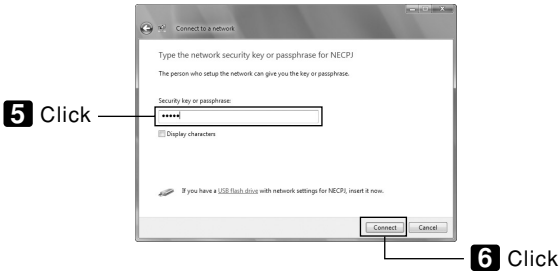 Connect to a network
Type the network security key or passphrase for NECPJ
The person who setup the network can give you the key or passphrase.
Security key or passphrase:
•••••
Display characters
If you have a USB flash drive with network settings for NECPJ, insert it now.
Connect Cancel
5 Click
6 Click